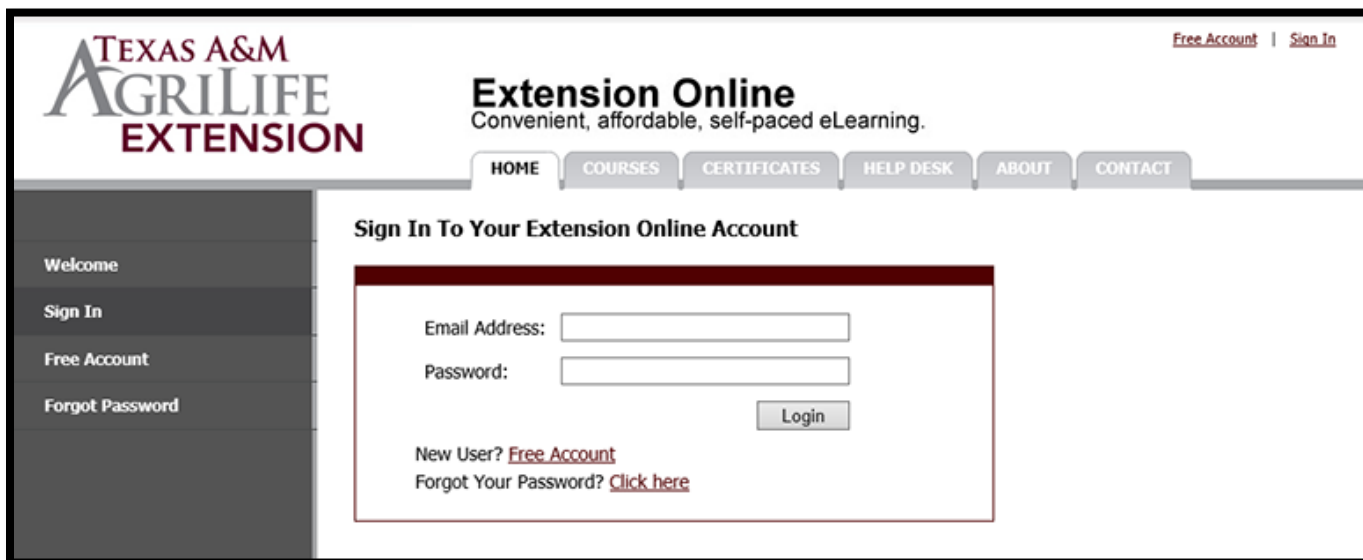 TEXAS A&M
AGRILIFE
EXTENSION
Free Account | Sign In
Extension Online
Convenient, affordable, self-paced eLearning.
HOME COURSES CERTIFICATES HELP DESK ABOUT CONTACT
Welcome
Sign In
Free Account
Forgot Password
Sign In To Your Extension Online Account
Email Address:
Password:
Login
New User? Free Account
Forgot Your Password? Click here